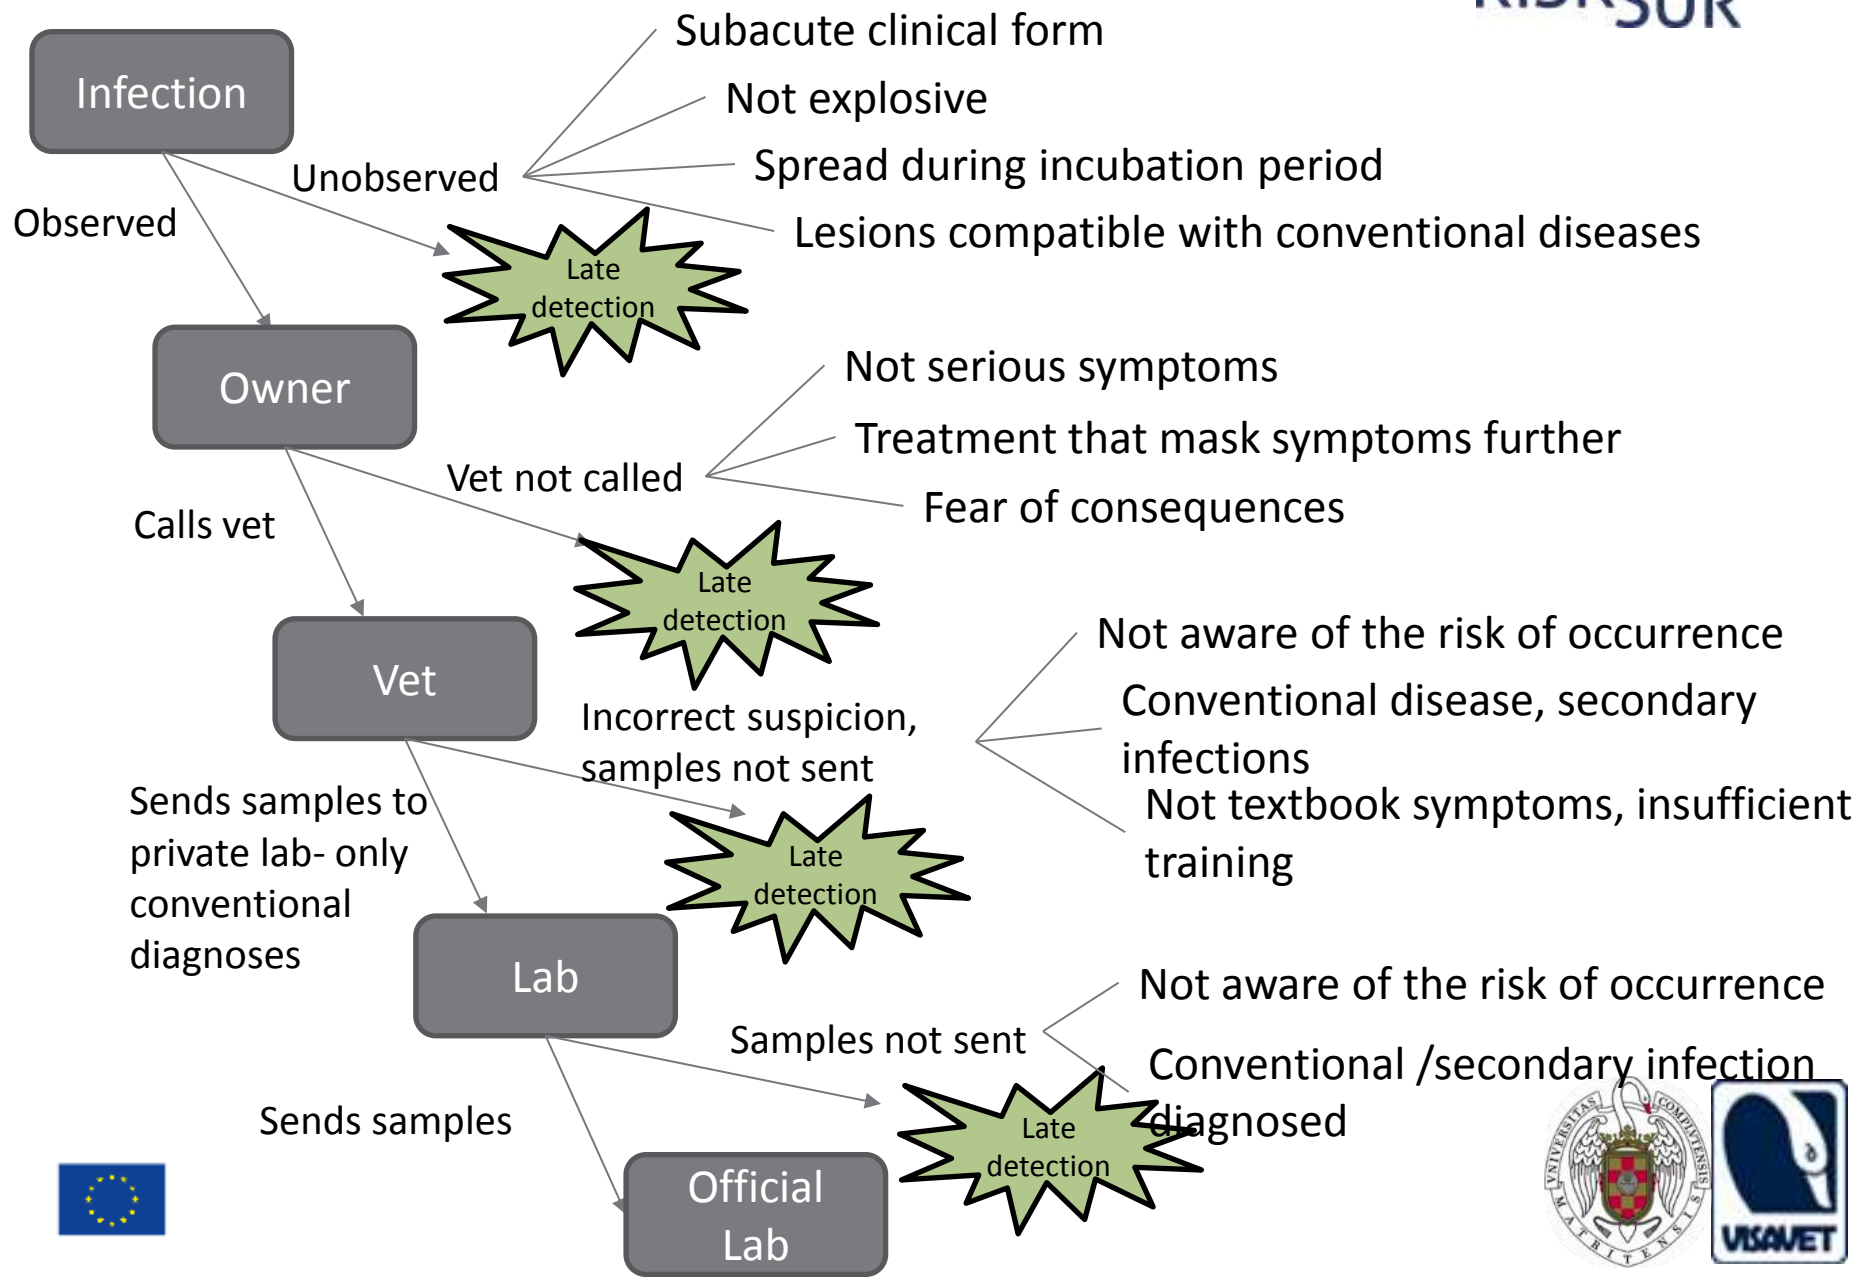 RISKSUR
Subacute clinical form
Infection
Not explosive
Spread during incubation period
Unobserved
Observed
Lesions compatible with conventional diseases
Late
detection
Not serious symptoms
Owner
Treatment that mask symptoms further
Vet not called
Fear of consequences
Calls vet
Late
detection
Not aware of the risk of occurrence
Vet
Conventional disease, secondary
infections
Incorrect suspicion,
samples not sent
Not textbook symptoms, insufficient
training
Sends samples to
private lab- only
conventional
diagnoses
Late
detection
Lab
Not aware of the risk of occurrence
Samples not sent
Conventional /secondary infection
diagnosed
Sends samples
Late
detection
Official
Lab
VNIVERSITAS COMPLVTENSIS
MATRITENSIS
VISAVET